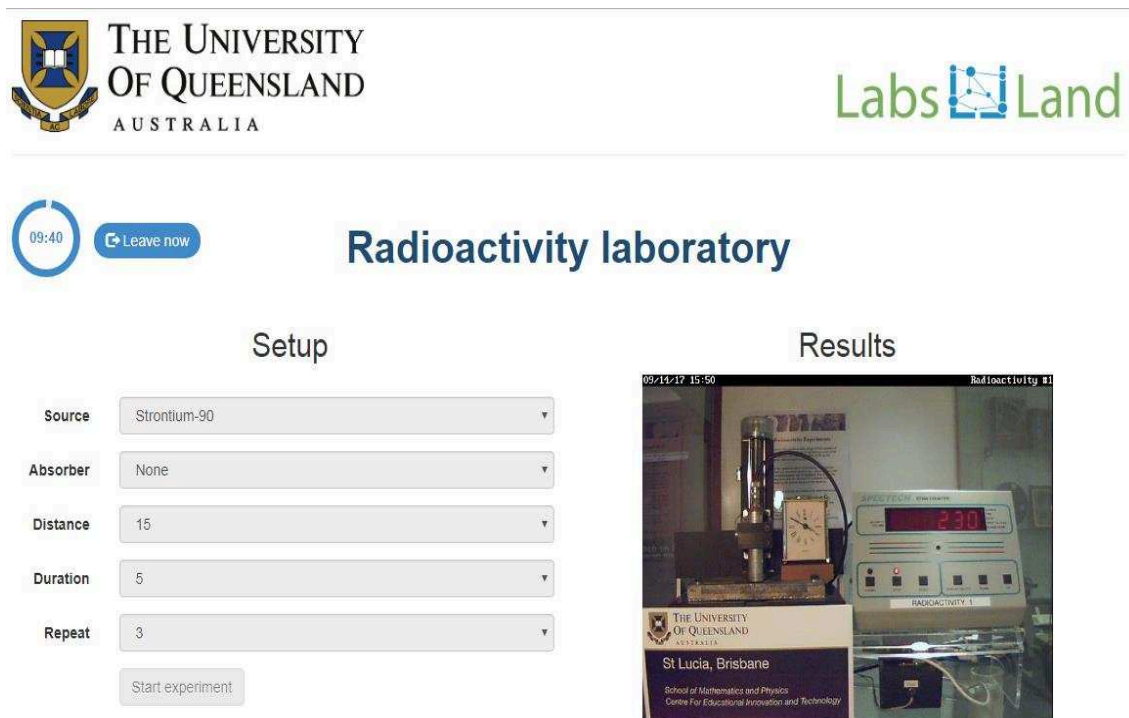 THE UNIVERSITY
OF QUEENSLAND
AUSTRALIA
Labs Land
09:40
Leave now
Radioactivity laboratory
Setup
Results
Source
Strontium-90
Absorber
None
Distance
15
Duration
5
Repeat
3
Start experiment
09/11/17 15:50
Radioactivity #1
SPECTECH
230
RADIOACTIVITY 1
THE UNIVERSITY
OF QUEENSLAND
AUSTRALIA
St Lucia, Brisbane
School of Mathematics and Physics
Centre For Educational Innovation and Technology